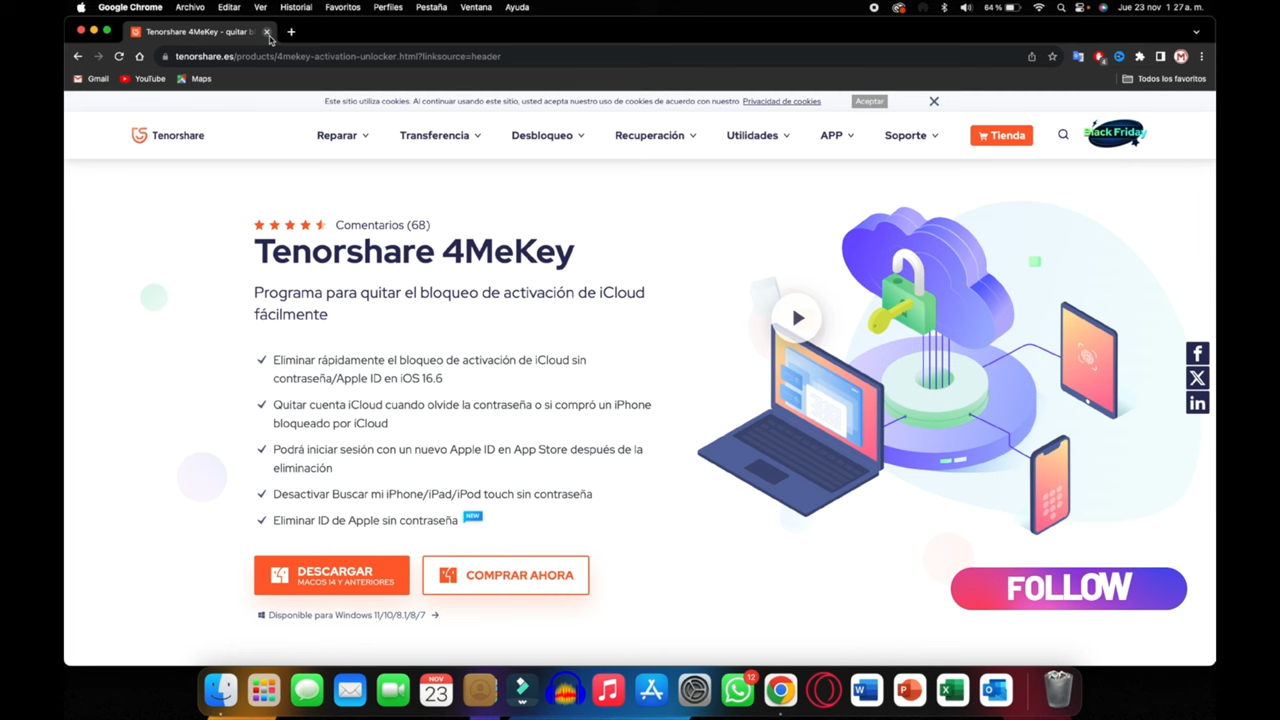 Google Chrome Archivo Editar Ver Historial Favoritos Perfiles Pestaña Ventana Ayuda 64 % Jue 23 nov 1 27 a. m.
Tenorshare 4MeKey - quitar b
tenorshare.es/products/4mekey-activation-unlocker.html?linksource=header
Gmail YouTube Maps Todos los favoritos
Este sitio utiliza cookies. Al continuar usando este sitio, usted acepta nuestro uso de cookies de acuerdo con nuestro Privacidad de cookies Aceptar
Tenorshare Reparar Transferencia Desbloqueo Recuperación Utilidades APP Soporte Tienda Black Friday
Comentarios (68)
Tenorshare 4MeKey
Programa para quitar el bloqueo de activación de iCloud
fácilmente
Eliminar rápidamente el bloqueo de activación de iCloud sin
contraseña/Apple ID en iOS 16.6
Quitar cuenta iCloud cuando olvide la contraseña o si compró un iPhone
bloqueado por iCloud
Podrá iniciar sesión con un nuevo Apple ID en App Store después de la
eliminación
Desactivar Buscar mi iPhone/iPad/iPod touch sin contraseña
Eliminar ID de Apple sin contraseña NEW
DESCARGAR
MACOS 14 Y ANTERIORES
COMPRAR AHORA
FOLLOW
Disponible para Windows 11/10/8.1/8/7
NOV
23
12